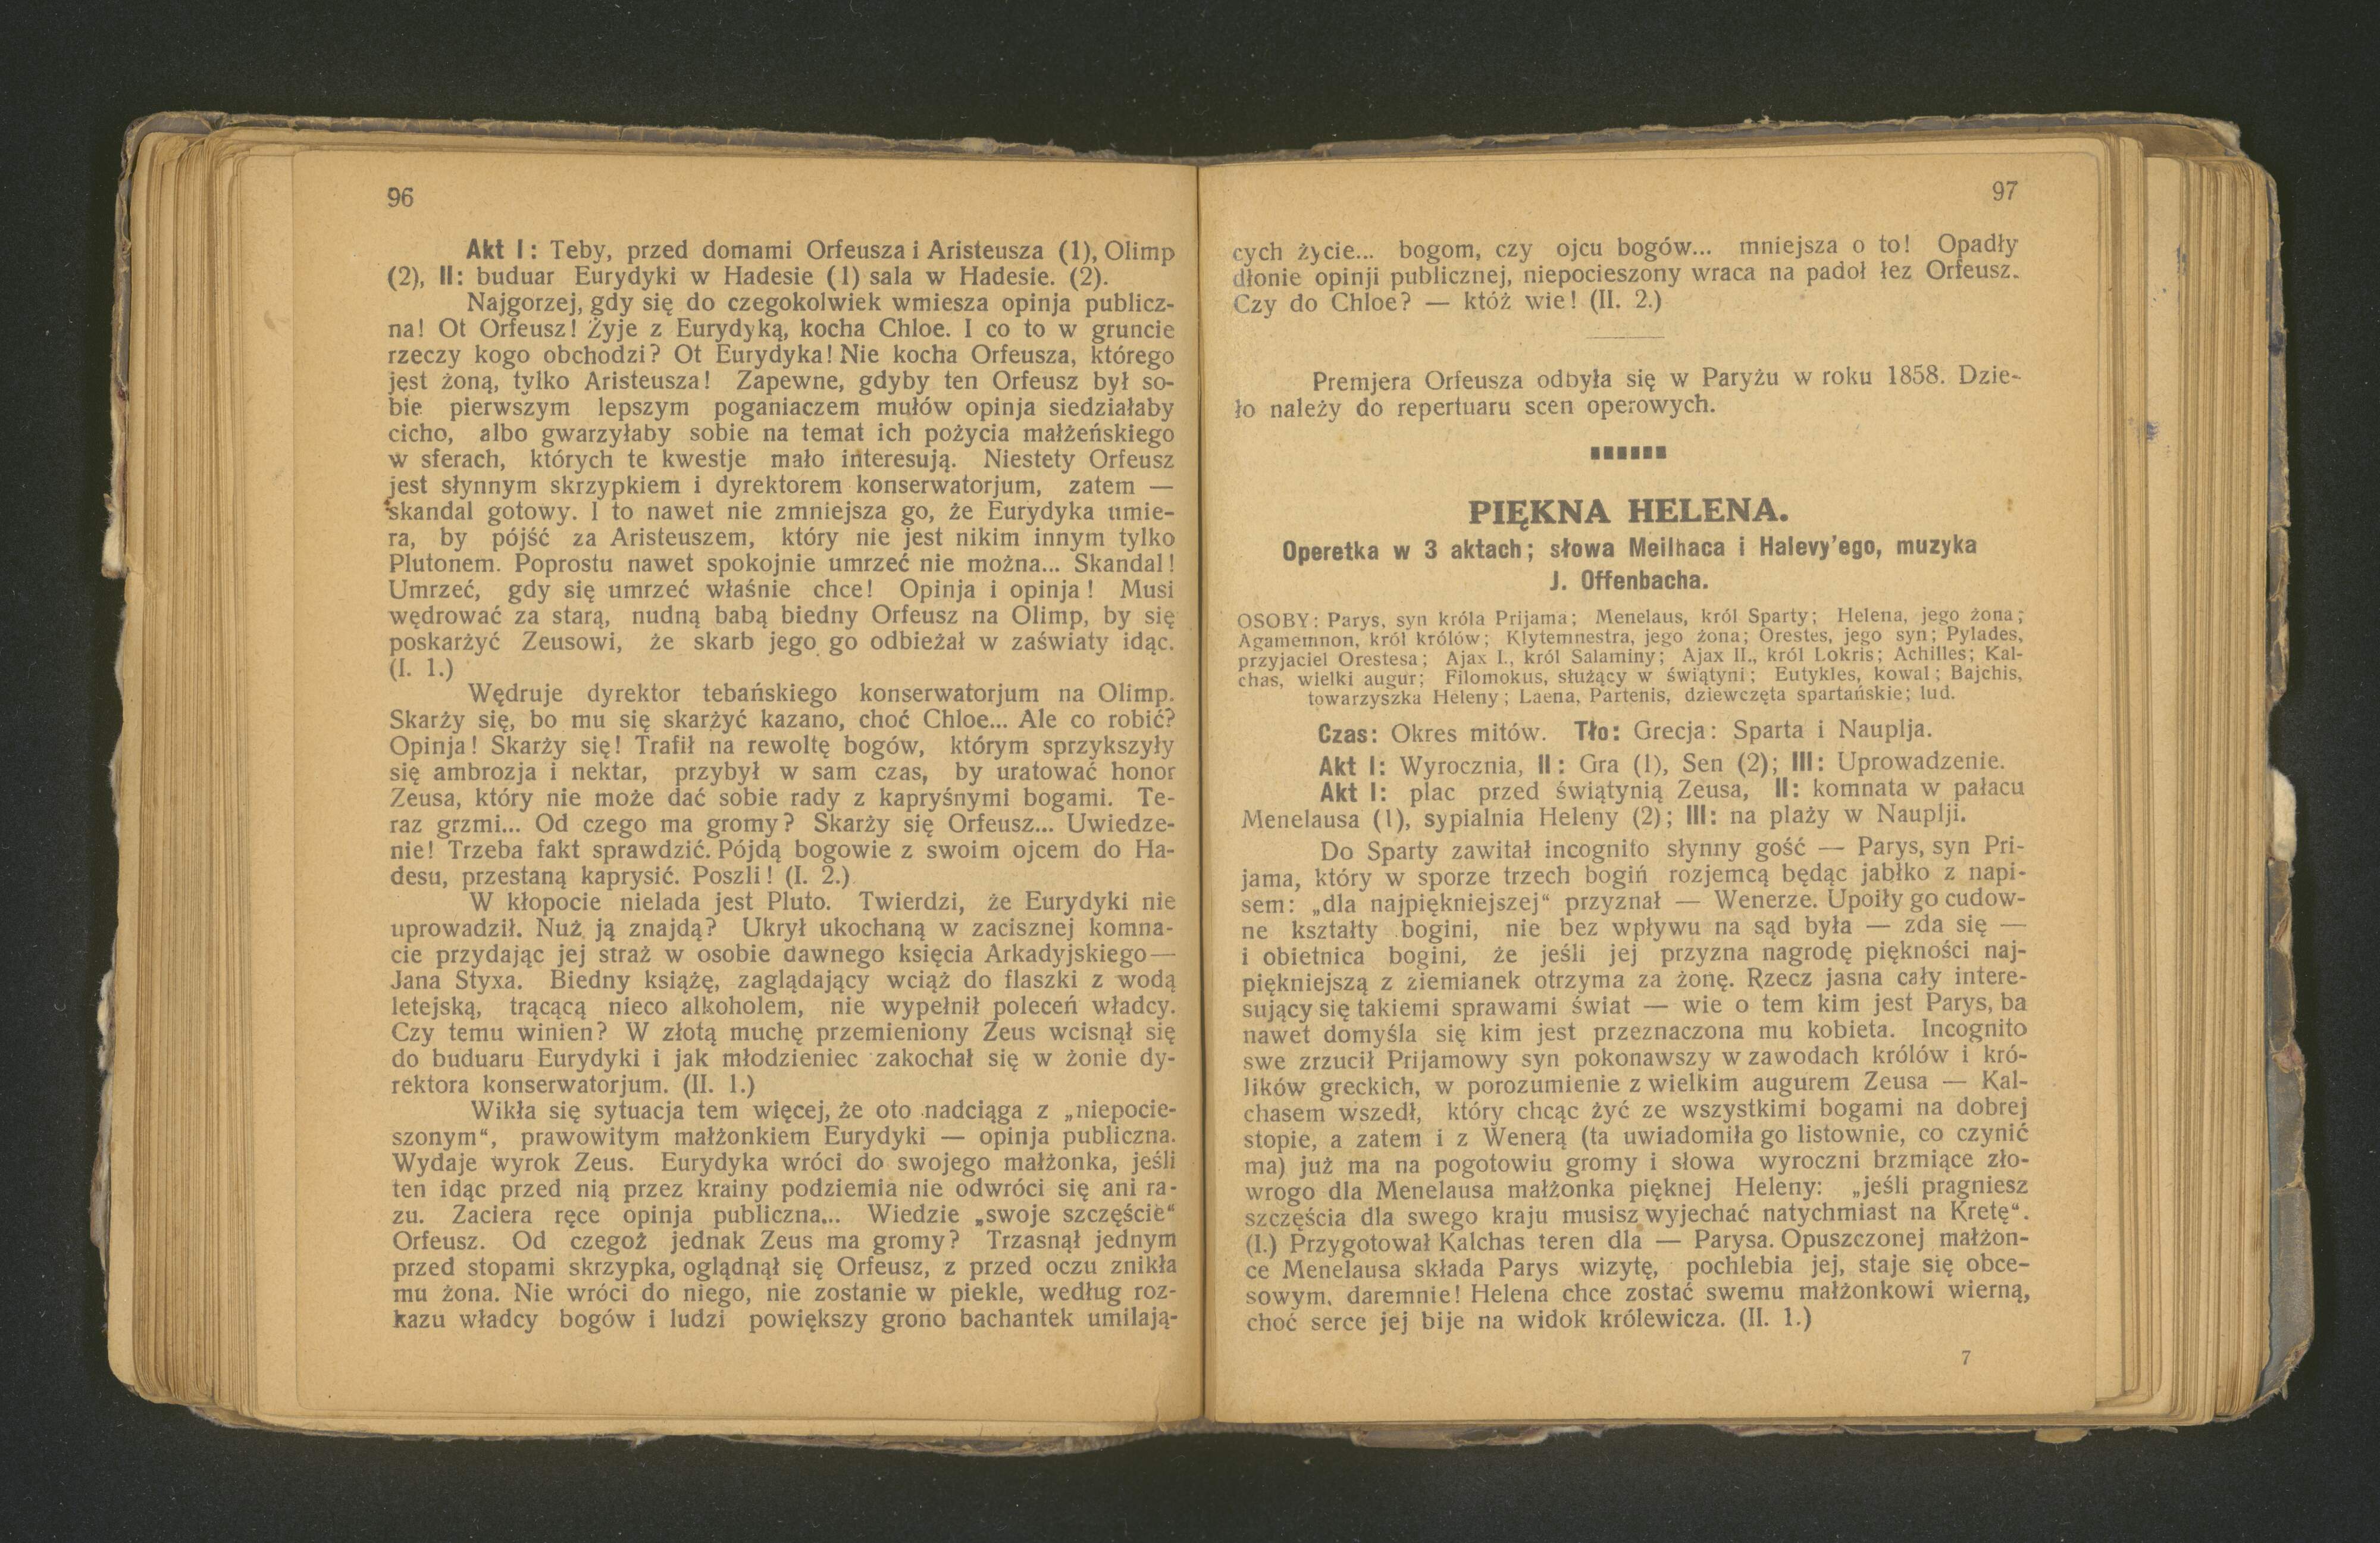 96
Akt I: Teby, przed domami Orfeusza i Aristeusza (1), Olimp
(2), II: buduar Eurydyki w Hadesie (1) sala w Hadesie. (2).
Najgorzej, gdy się do czegokolwiek wmiesza opinja publicz-
na! Ot Orfeusz! Żyje z Eurydyką, kocha Chloe. I co to w gruncie
rzeczy kogo obchodzi? Ot Eurydyka! Nie kocha Orfeusza, którego
jest żoną, tylko Aristeusza! Zapewne, gdyby ten Orfeusz był so-
bie pierwszym lepszym poganiaczem mułów opinja siedziałaby
cicho, albo gwarzyłaby sobie na temat ich pożycia małżeńskiego
w sferach, których te kwestje mało interesują. Niestety Orfeusz
jest słynnym skrzypkiem i dyrektorem konserwatorjum, zatem —
skandal gotowy. I to nawet nie zmniejsza go, że Eurydyka umie-
ra, by pójść za Aristeuszem, który nie jest nikim innym tylko
Plutonem. Poprostu nawet spokojnie umrzeć nie można... Skandal!
Umrzeć, gdy się umrzeć właśnie chce! Opinja i opinja! Musi
wędrować za starą, nudną babą biedny Orfeusz na Olimp, by się
poskarżyć Zeusowi, że skarb jego go odbieżał w zaświaty idąc.
(I. 1.)
Wędruje dyrektor tebańskiego konserwatorjum na Olimp.
Skarży się, bo mu się skarżyć kazano, choć Chloe... Ale co robić?
Opinja! Skarży się! Trafił na rewoltę bogów, którym sprzykszyły
się ambrozja i nektar, przybył w sam czas, by uratować honor
Zeusa, który nie może dać sobie rady z kapryśnymi bogami. Te-
raz grzmi... Od czego ma gromy? Skarży się Orfeusz... Uwiedze-
nie! Trzeba fakt sprawdzić. Pójdą bogowie z swoim ojcem do Ha-
desu, przestaną kaprysić. Poszli! (I. 2.)
W kłopocie nielada jest Pluto. Twierdzi, że Eurydyki nie
uprowadził. Nuż ją znajdą? Ukrył ukochaną w zacisznej komna-
cie przydając jej straż w osobie dawnego księcia Arkadyjskiego —
Jana Styxa. Biedny książę, zaglądający wciąż do flaszki z wodą
letejską, trącącą nieco alkoholem, nie wypełnił poleceń władcy.
Czy temu winien? W złotą muchę przemieniony Zeus wcisnął się
do buduaru Eurydyki i jak młodzieniec zakochał się w żonie dy-
rektora konserwatorjum. (II. 1.)
Wikła się sytuacja tem więcej, że oto nadciąga z „niepocie-
szonym“, prawowitym małżonkiem Eurydyki — opinja publiczna.
Wydaje wyrok Zeus. Eurydyka wróci do swojego małżonka, jeśli
ten idąc przed nią przez krainy podziemia nie odwróci się ani ra-
zu. Zaciera ręce opinja publiczna... Wiedzie „swoje szczęście“
Orfeusz. Od czegoż jednak Zeus ma gromy? Trzasnął jednym
przed stopami skrzypka, oglądnął się Orfeusz, z przed oczu znikła
mu żona. Nie wróci do niego, nie zostanie w piekle, według roz-
kazu władcy bogów i ludzi powiększy grono bachantek umilają-
97
cych życie... bogom, czy ojcu bogów... mniejsza o to! Opadły
dłonie opinji publicznej, niepocieszony wraca na padoł łez Orfeusz.
Czy do Chloe? — któż wie! (II. 2.)
Premjera Orfeusza odbyła się w Paryżu w roku 1858. Dzie-
ło należy do repertuaru scen operowych.
PIĘKNA HELENA.
Operetka w 3 aktach; słowa Meilhaca i Halevy'ego, muzyka
J. Offenbacha.
OSOBY: Parys, syn króla Prijama; Menelaus, król Sparty; Helena, jego żona;
Agamemnon, król królów; Klytemnestra, jego żona; Orestes, jego syn; Pylades,
przyjaciel Orestesa; Ajax I., król Salaminy; Ajax II., król Lokris; Achilles; Kal-
chas, wielki augur; Filomokus, służący w świątyni; Eutykles, kowal; Bajchis,
towarzyszka Heleny; Laena, Partenis, dziewczęta spartańskie; lud.
Czas: Okres mitów. Tło: Grecja: Sparta i Nauplja.
Akt I: Wyrocznia, II: Gra (1), Sen (2); III: Uprowadzenie.
Akt I: plac przed świątynią Zeusa, II: komnata w pałacu
Menelausa (1), sypialnia Heleny (2); III: na plaży w Nauplji.
Do Sparty zawitał incognito słynny gość — Parys, syn Pri-
jama, który w sporze trzech bogiń rozjemcą będąc jabłko z napi-
sem: „dla najpiękniejszej“ przyznał — Wenerze. Upoiły go cudow-
ne kształty bogini, nie bez wpływu na sąd była — zda się —
i obietnica bogini, że jeśli jej przyzna nagrodę piękności naj-
piękniejszą z ziemianek otrzyma za żonę. Rzecz jasna cały intere-
sujący się takiemi sprawami świat — wie o tem kim jest Parys, ba
nawet domyśla się kim jest przeznaczona mu kobieta. Incognito
swe zrzucił Prijamowy syn pokonawszy w zawodach królów i kró-
lików greckich, w porozumienie z wielkim augurem Zeusa — Kal-
chasem wszedł, który chcąc żyć ze wszystkimi bogami na dobrej
stopie, a zatem i z Wenerą (ta uwiadomiła go listownie, co czynić
ma) już ma na pogotowiu gromy i słowa wyroczni brzmiące zło-
wrogo dla Menelausa małżonka pięknej Heleny: „jeśli pragniesz
szczęścia dla swego kraju musisz wyjechać natychmiast na Kretę“.
(I.) Przygotował Kalchas teren dla — Parysa. Opuszczonej małżon-
ce Menelausa składa Parys wizytę, pochlebia jej, staje się obce-
sowym, daremnie! Helena chce zostać swemu małżonkowi wierną,
choć serce jej bije na widok królewicza. (II. 1.)
7